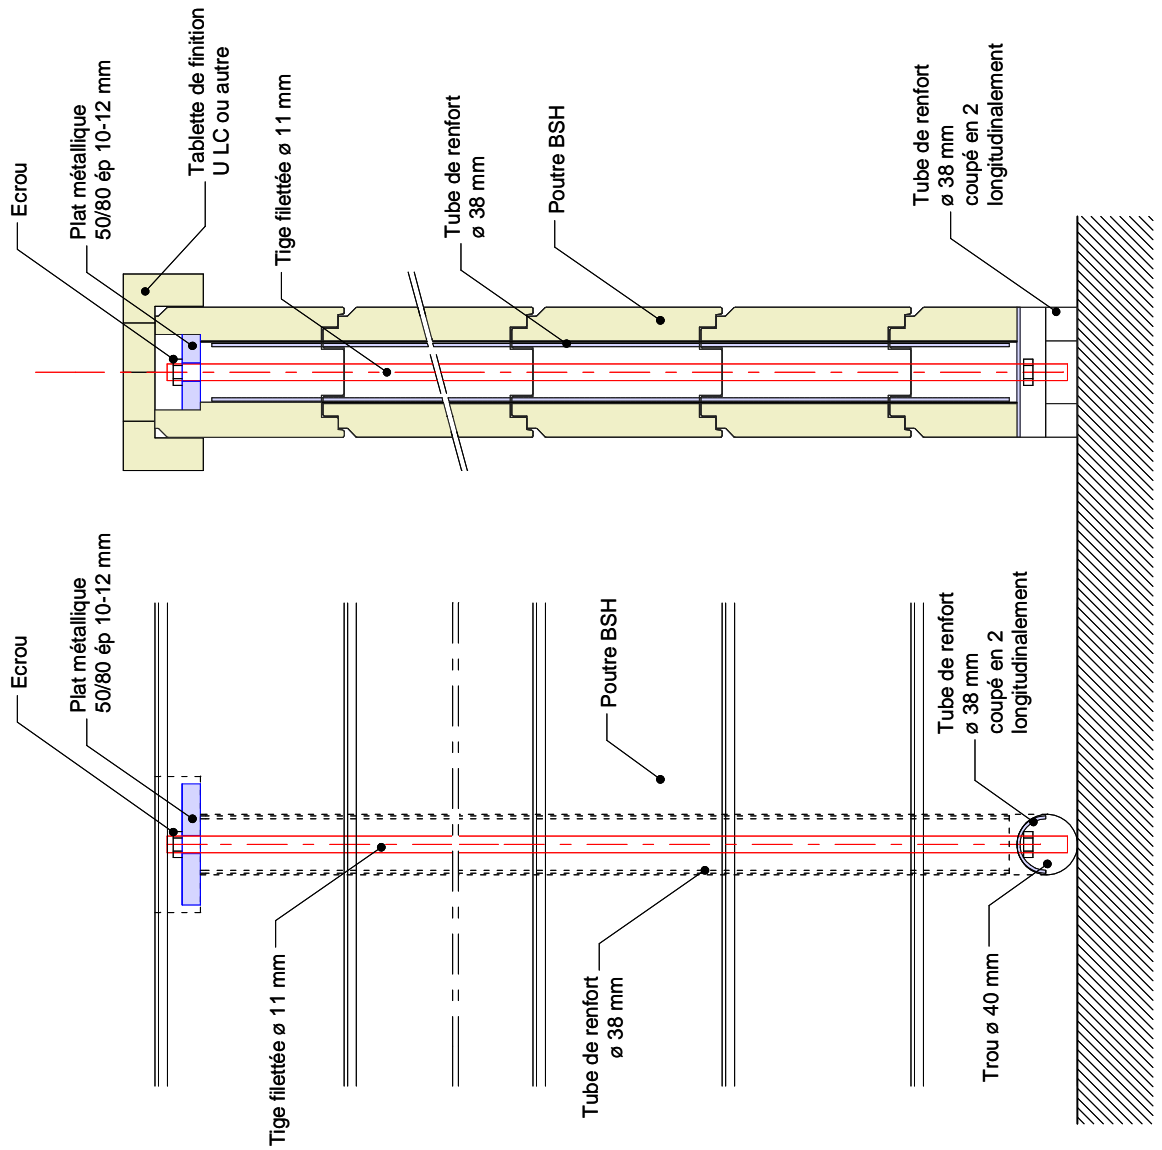 Ecrou
Plat métallique
50/80 ép 10-12 mm
Tablette de finition
U LC ou autre
Tige filettée ø 11 mm
Tube de renfort
ø 38 mm
Poutre BSH
Tube de renfort
ø 38 mm
coupé en 2
longitudinalement
Ecrou
Plat métallique
50/80 ép 10-12 mm
Poutre BSH
Tube de renfort
ø 38 mm
coupé en 2
longitudinalement
Tige filettée ø 11 mm
Tube de renfort
ø 38 mm
Trou ø 40 mm